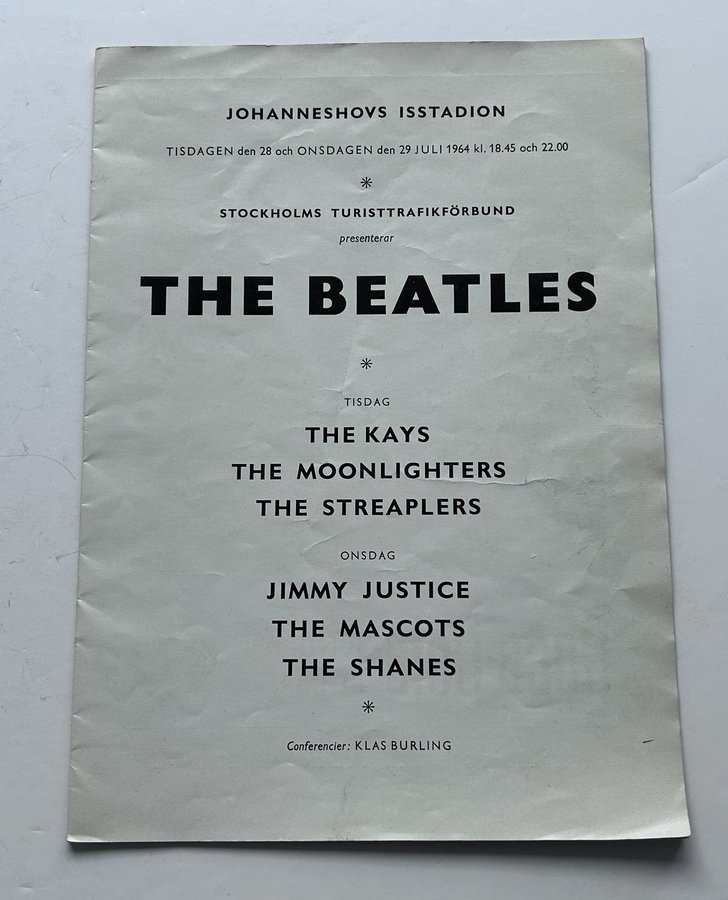 JOHANNESHOVS ISSTADION
TISDAGEN den 28 och ONSDAGEN den 29 JULI 1964 kl. 18.45 och 22.00
STOCKHOLMS TURISTTRAFIKFÖRBUND
presenterar
THE BEATLES
TISDAG
THE KAYS
THE MOONLIGHTERS
THE STREAPLERS
ONSDAG
JIMMY JUSTICE
THE MASCOTS
THE SHANES
Conferencier: KLAS BURLING